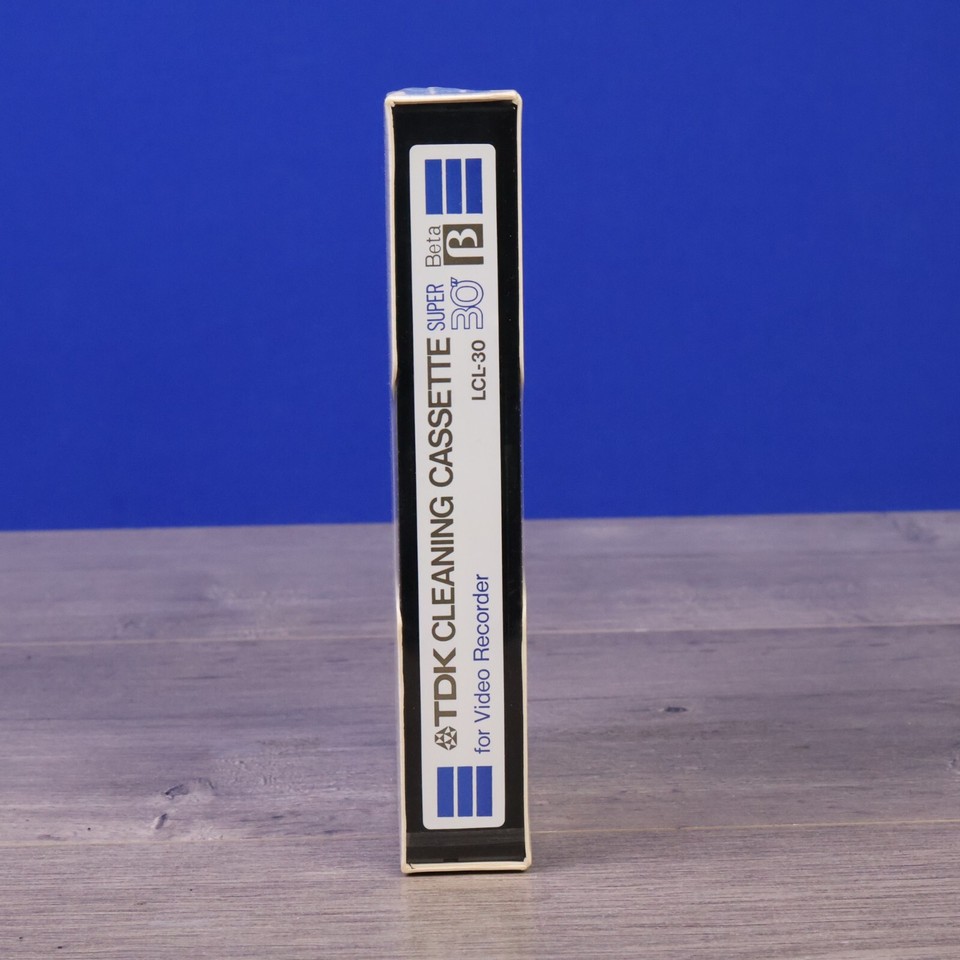 TDK CLEANING CASSETTE SUPER Beta
for Video Recorder LCL-30 30" β